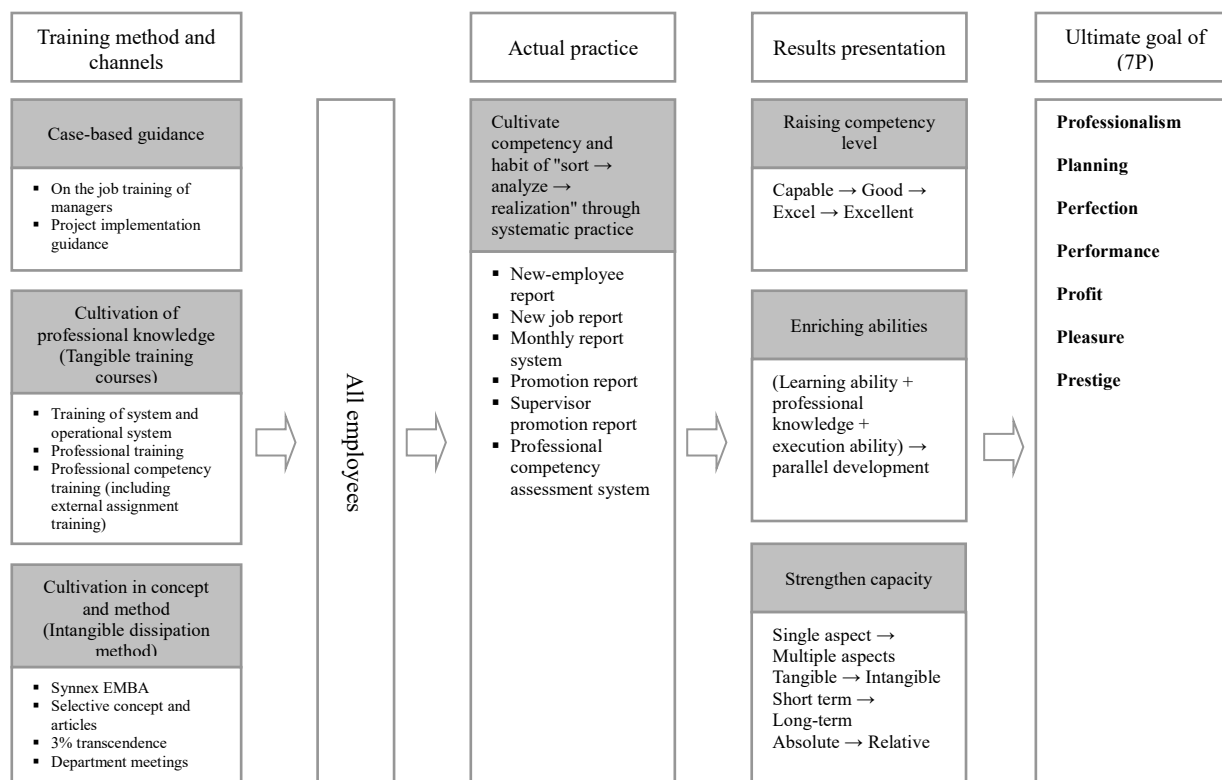 Training method and
channels
Case-based guidance
▪ On the job training of
managers
▪ Project implementation
guidance
Cultivation of
professional knowledge
(Tangible training
courses)
▪ Training of system and
operational system
▪ Professional training
▪ Professional competency
training (including
external assignment
training)
Cultivation in concept
and method
(Intangible dissipation
method)
▪ Synnex EMBA
▪ Selective concept and
articles
▪ 3% transcendence
▪ Department meetings
All employees
Actual practice
Cultivate
competency and
habit of "sort →
analyze →
realization" through
systematic practice
▪ New-employee
report
▪ New job report
▪ Monthly report
system
▪ Promotion report
▪ Supervisor
promotion report
▪ Professional
competency
assessment system
Results presentation
Raising competency
level
Capable → Good →
Excel → Excellent
Enriching abilities
(Learning ability +
professional
knowledge +
execution ability) →
parallel development
Strengthen capacity
Single aspect →
Multiple aspects
Tangible → Intangible
Short term →
Long-term
Absolute → Relative
Ultimate goal of
(7P)
Professionalism
Planning
Perfection
Performance
Profit
Pleasure
Prestige